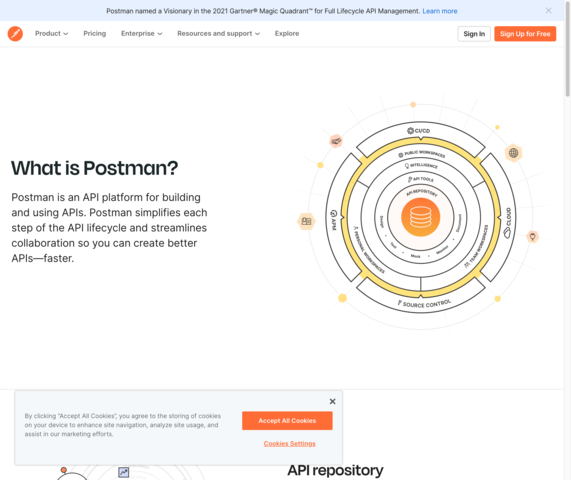 Postman named a Visionary in the 2021 Gartner® Magic Quadrant™ for Full Lifecycle API Management. Learn more
Product Pricing Enterprise Resources and support Explore Sign In Sign Up for Free
What is Postman?
Postman is an API platform for building
and using APIs. Postman simplifies each
step of the API lifecycle and streamlines
collaboration so you can create better
APIs—faster.
CI/CD
PUBLIC WORKSPACES
INTELLIGENCE
API TOOLS
API REPOSITORY
APM
CLOUD
Design
Test
Mock
Monitor
Document
PERSONAL WORKSPACES
TEAM WORKSPACES
SOURCE CONTROL
By clicking “Accept All Cookies”, you agree to the storing of cookies
on your device to enhance site navigation, analyze site usage, and
assist in our marketing efforts.
Accept All Cookies
Cookies Settings
API repository